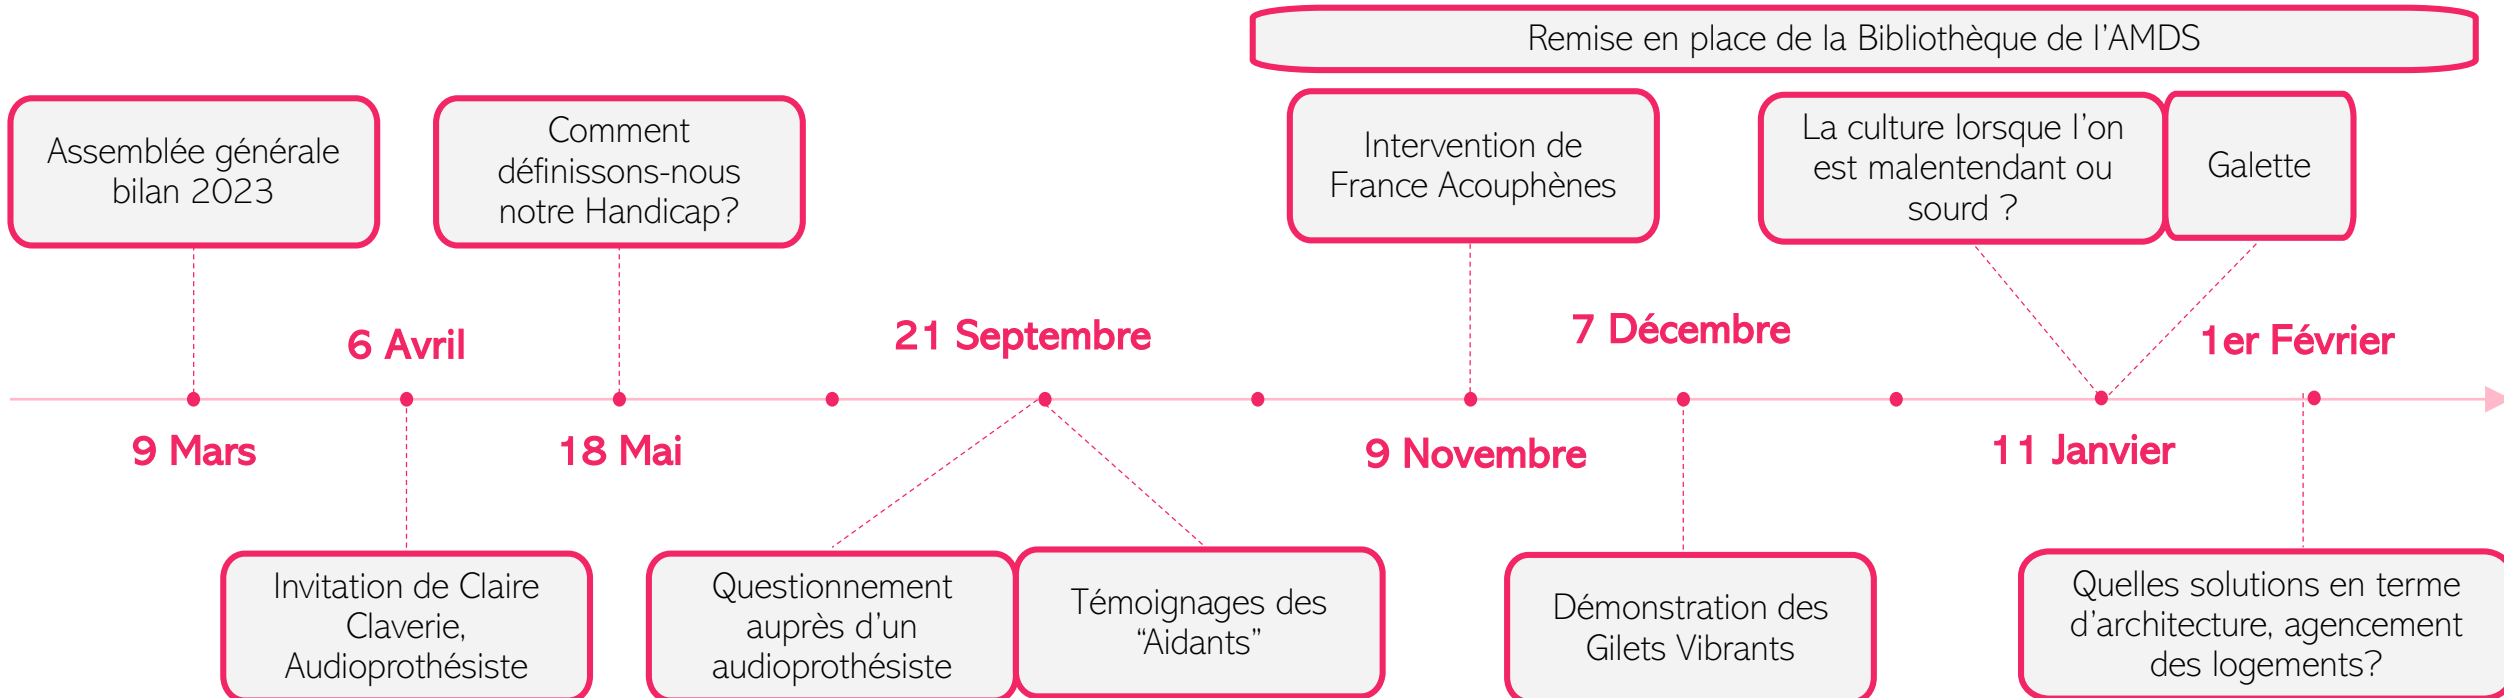 Remise en place de la Bibliothèque de l’AMDS
Assemblée générale
bilan 2023
Comment
définissons-nous
notre Handicap?
Intervention de
France Acouphènes
La culture lorsque l’on
est malentendant ou
sourd ?
Galette
6 Avril
21 Septembre
7 Décembre
1er Février
9 Mars
18 Mai
9 Novembre
11 Janvier
Invitation de Claire
Claverie,
Audioprothésiste
Questionnement
auprès d’un
audioprothésiste
Témoignages des
“Aidants”
Démonstration des
Gilets Vibrants
Quelles solutions en terme
d’architecture, agencement
des logements?